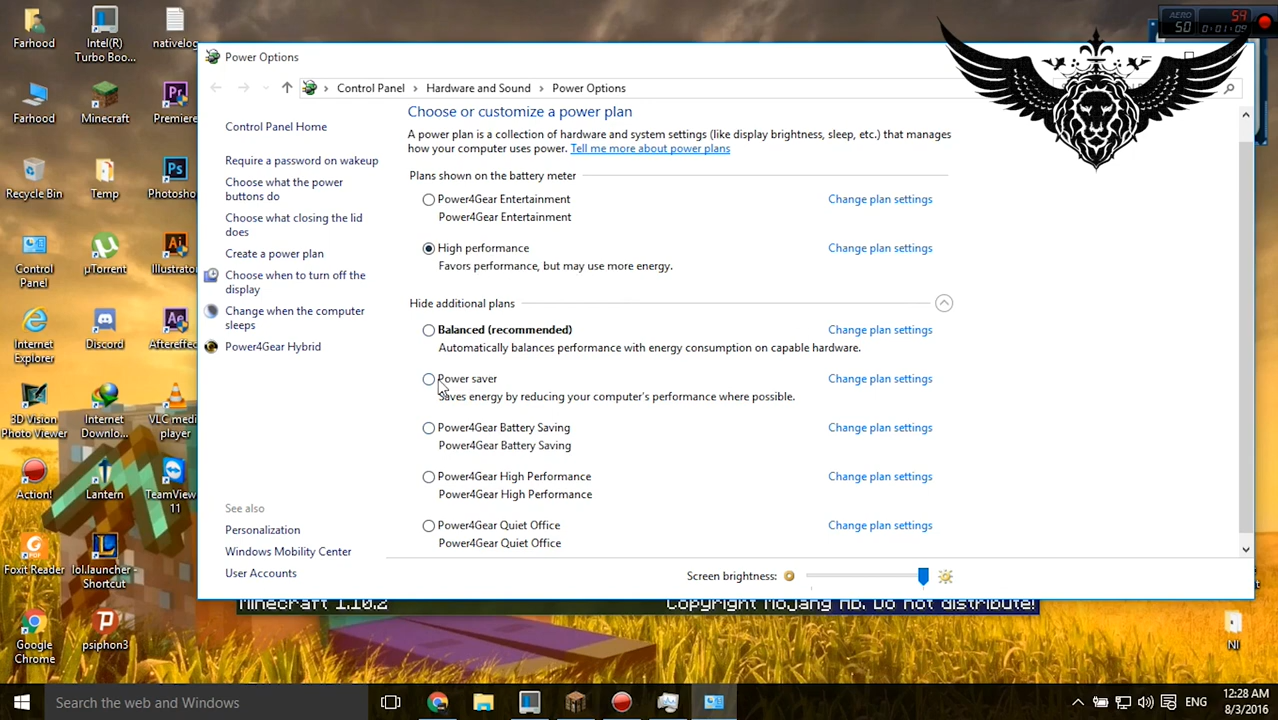 Farhood
Intel(R)
Turbo Boo...
nativelog
Farhood
Minecraft
Premiere
Recycle Bin
Temp
Photosho
Control
Panel
µTorrent
Illustrato
Internet
Explorer
Discord
Aftereffec
3D Vision
Photo Viewer
Internet
Downlo...
VLC media
player
Action!
Lantern
TeamView
11
Foxit Reader
lol.launcher -
Shortcut
Google
Chrome
psiphon3
NI
AERO
50
59
0:01:09
Power Options
Control Panel > Hardware and Sound > Power Options
Control Panel Home
Require a password on wakeup
Choose what the power
buttons do
Choose what closing the lid
does
Create a power plan
Choose when to turn off the
display
Change when the computer
sleeps
Power4Gear Hybrid
See also
Personalization
Windows Mobility Center
User Accounts
Choose or customize a power plan
A power plan is a collection of hardware and system settings (like display brightness, sleep, etc.) that manages
how your computer uses power. Tell me more about power plans
Plans shown on the battery meter
Power4Gear Entertainment Change plan settings
Power4Gear Entertainment
High performance Change plan settings
Favors performance, but may use more energy.
Hide additional plans
Balanced (recommended) Change plan settings
Automatically balances performance with energy consumption on capable hardware.
Power saver Change plan settings
Saves energy by reducing your computer's performance where possible.
Power4Gear Battery Saving Change plan settings
Power4Gear Battery Saving
Power4Gear High Performance Change plan settings
Power4Gear High Performance
Power4Gear Quiet Office Change plan settings
Power4Gear Quiet Office
Screen brightness:
Minecraft 1.10.2
Copyright Mojang AB. Do not distribute!
Search the web and Windows
ENG
12:28 AM
8/3/2016